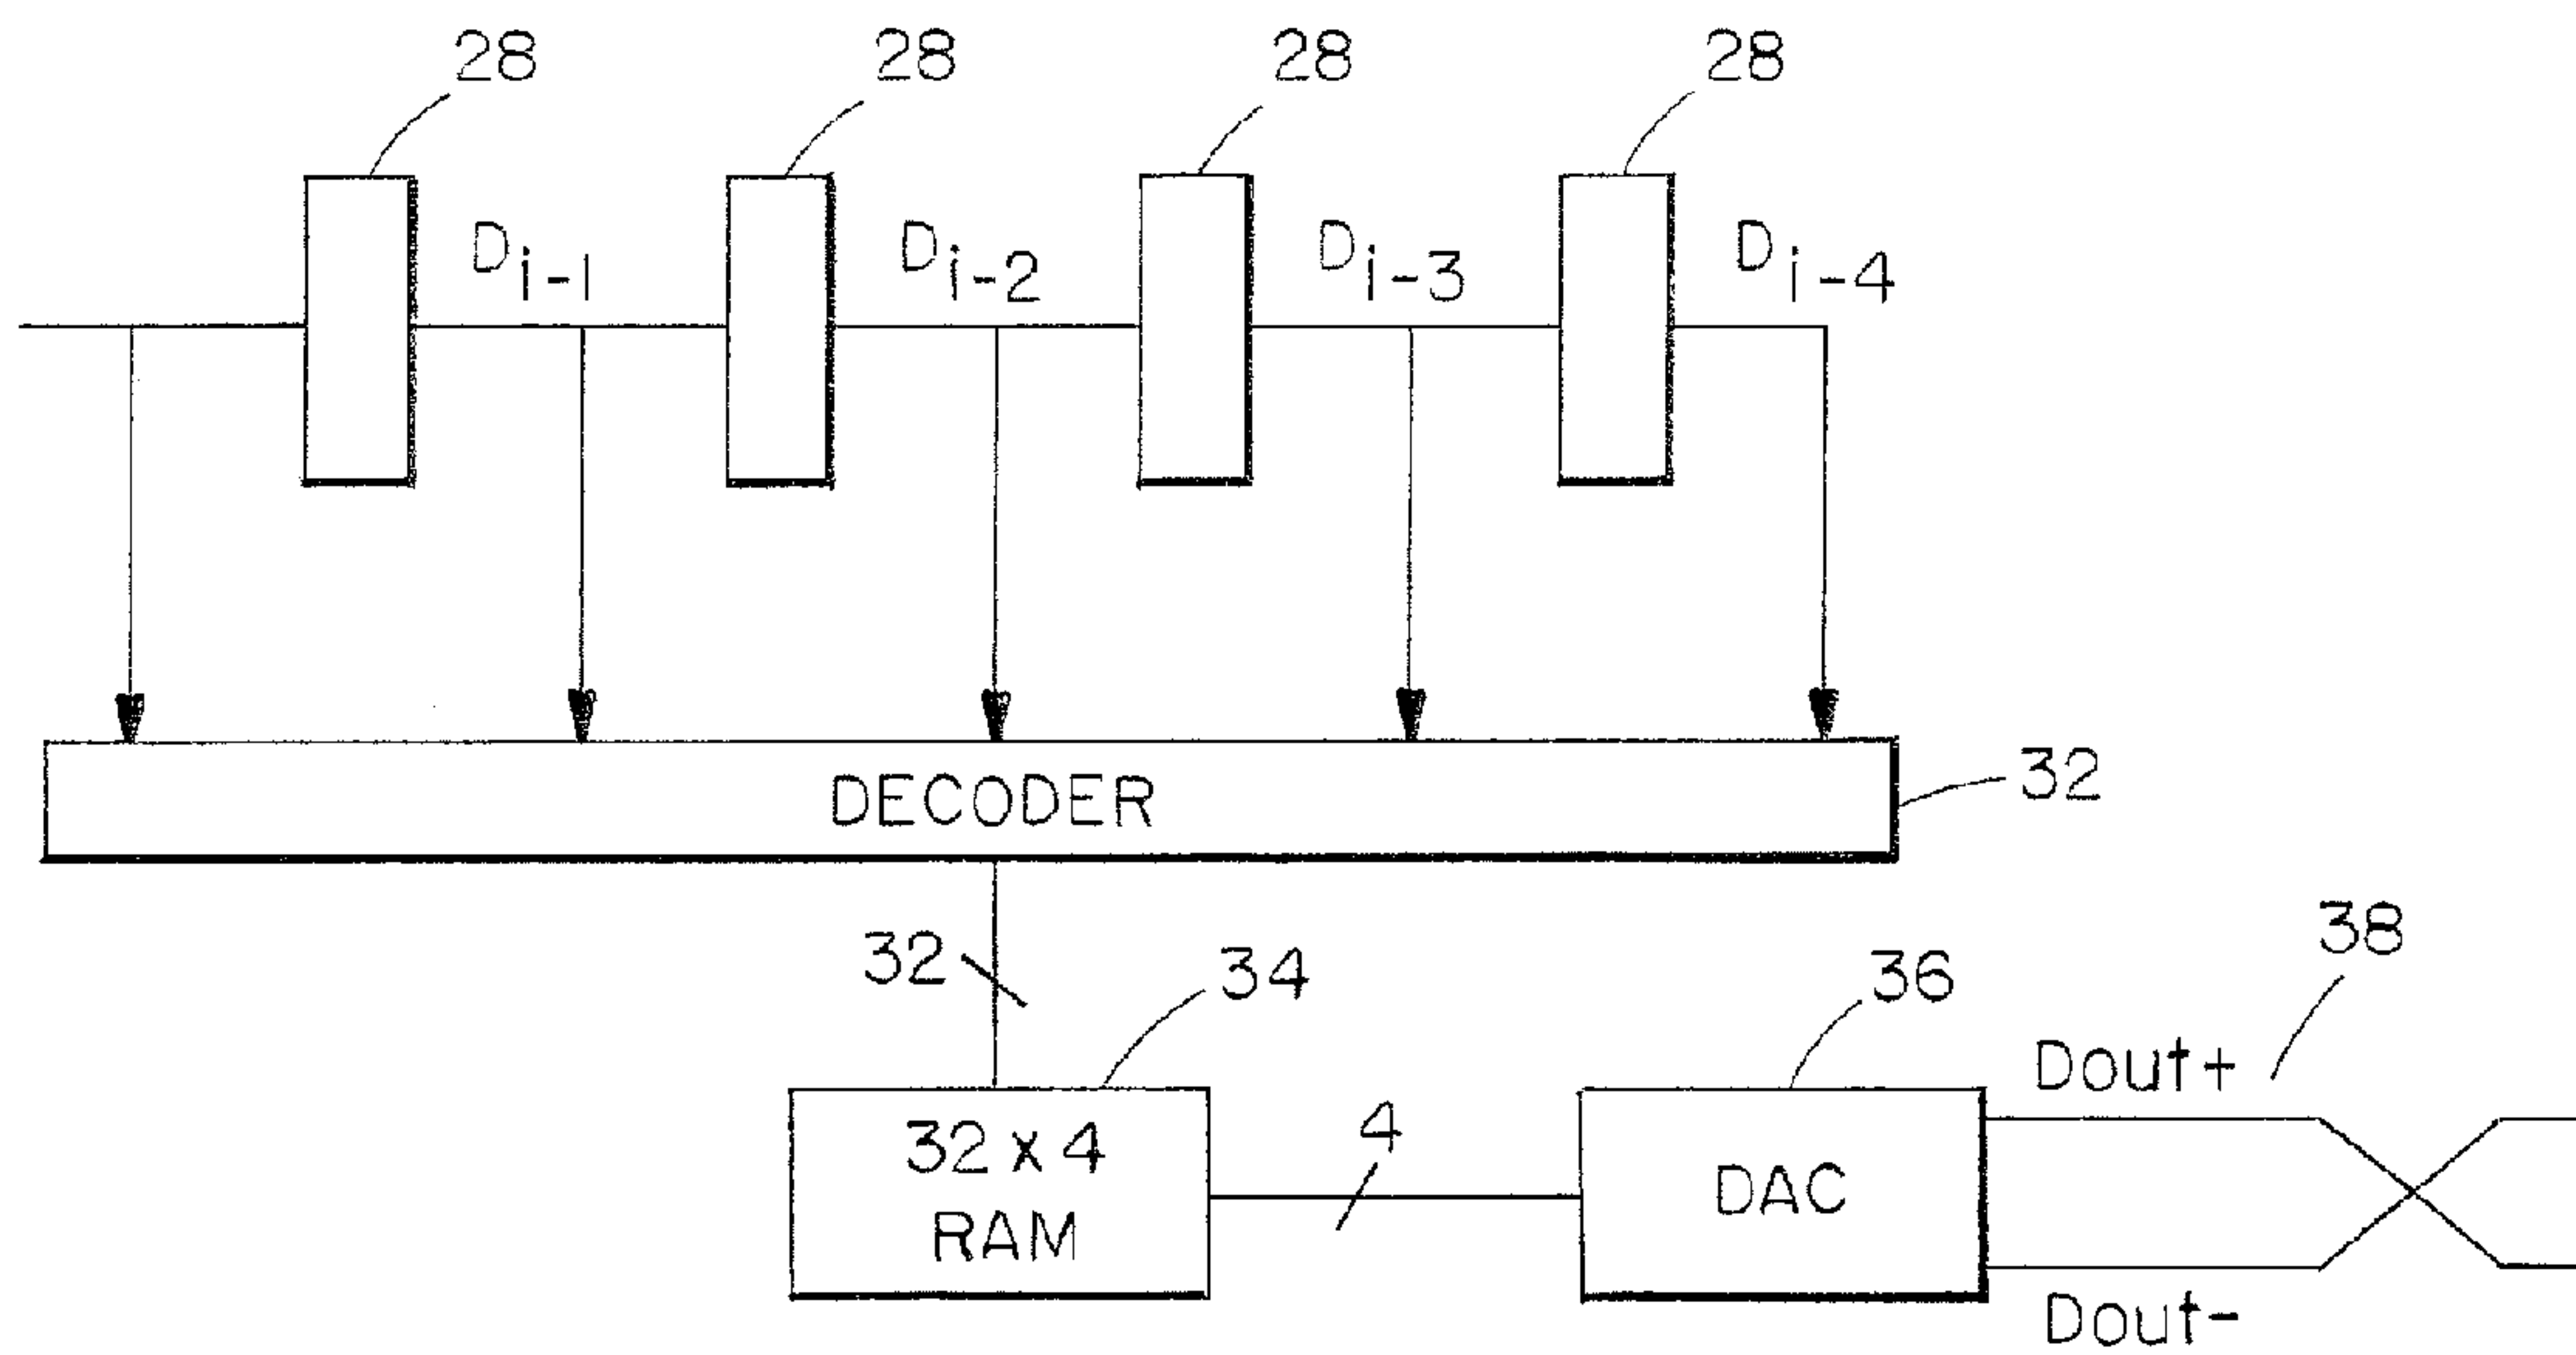 28 28 28 28
Di-1 Di-2 Di-3 Di-4
DECODER
32
32
34
36
38
Dout+
32 x 4
RAM
4
DAC
Dout-